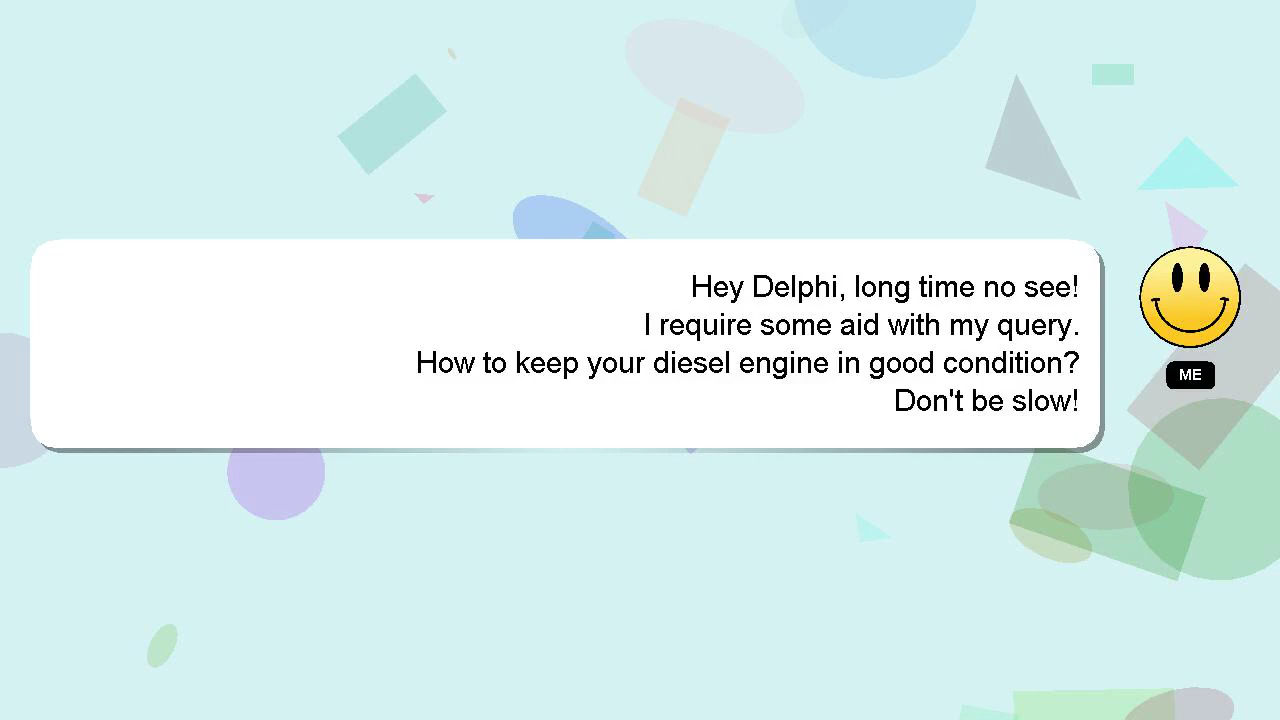 Hey Delphi, long time no see!
I require some aid with my query.
How to keep your diesel engine in good condition?
Don't be slow!
ME